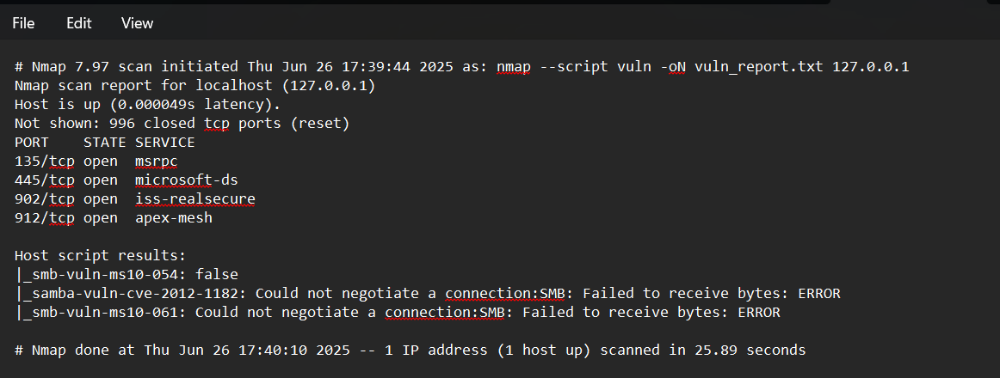 File Edit View
# Nmap 7.97 scan initiated Thu Jun 26 17:39:44 2025 as: nmap --script vuln -oN vuln_report.txt 127.0.0.1
Nmap scan report for localhost (127.0.0.1)
Host is up (0.000049s latency).
Not shown: 996 closed tcp ports (reset)
PORT    STATE SERVICE
135/tcp open  msrpc
445/tcp open  microsoft-ds
902/tcp open  iss-realsecure
912/tcp open  apex-mesh
Host script results:
|_smb-vuln-ms10-054: false
|_samba-vuln-cve-2012-1182: Could not negotiate a connection:SMB: Failed to receive bytes: ERROR
|_smb-vuln-ms10-061: Could not negotiate a connection:SMB: Failed to receive bytes: ERROR
# Nmap done at Thu Jun 26 17:40:10 2025 -- 1 IP address (1 host up) scanned in 25.89 seconds